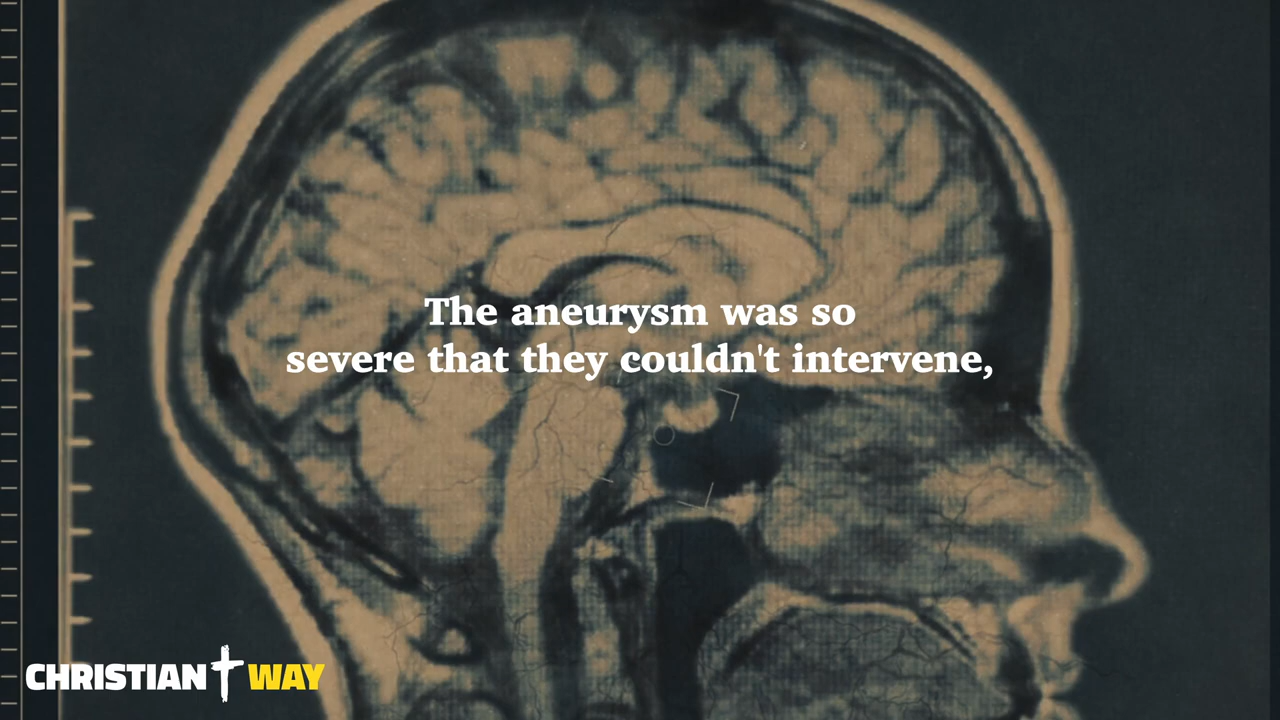 The aneurysm was so
severe that they couldn't intervene,
CHRISTIAN WAY